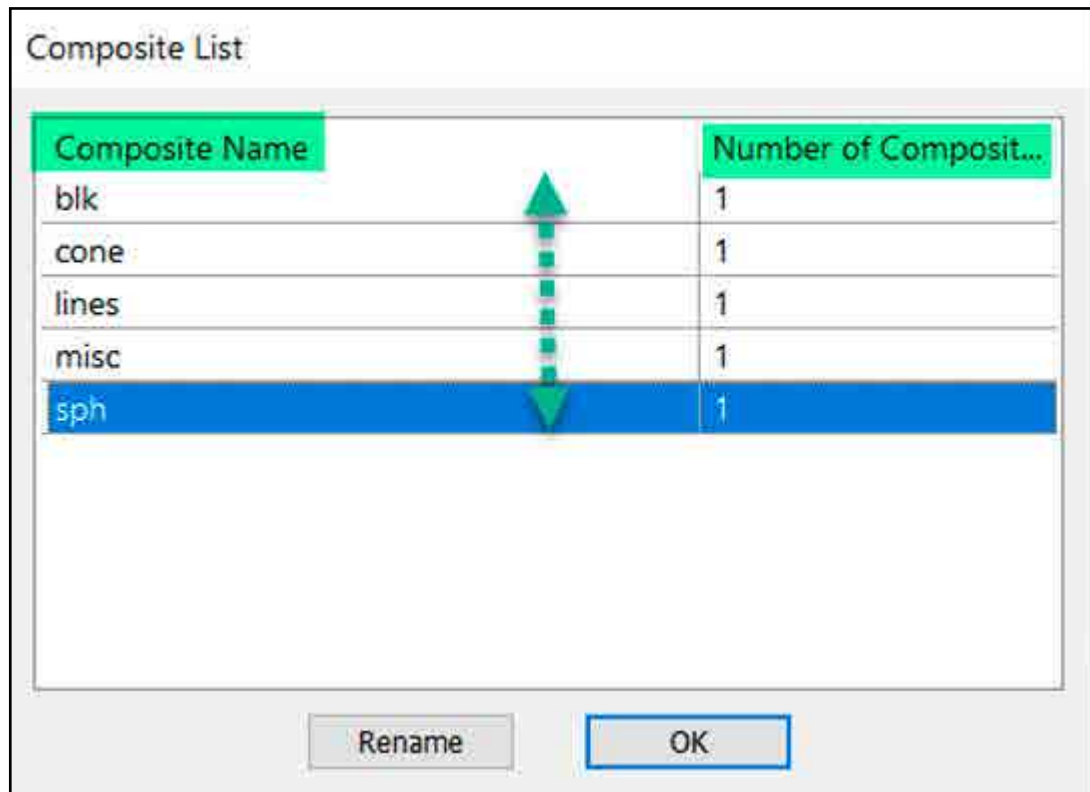 Composite List
Composite Name Number of Composit...
blk 1
cone 1
lines 1
misc 1
sph 1
Rename OK